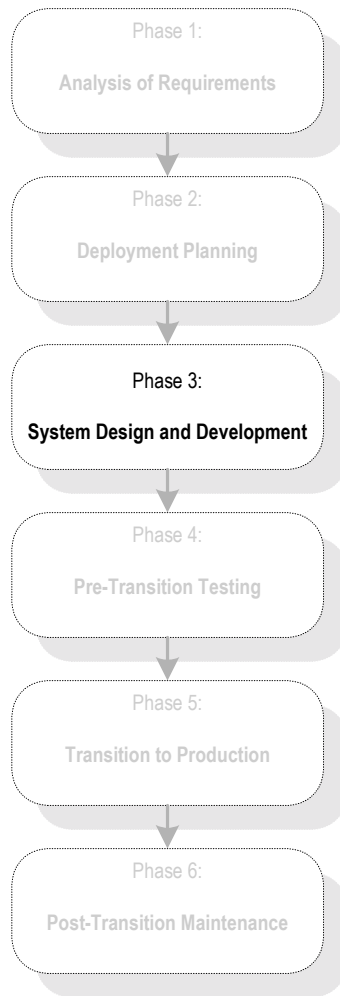 Phase 1:
Analysis of Requirements
Phase 2:
Deployment Planning
Phase 3:
System Design and Development
Phase 4:
Pre-Transition Testing
Phase 5:
Transition to Production
Phase 6:
Post-Transition Maintenance